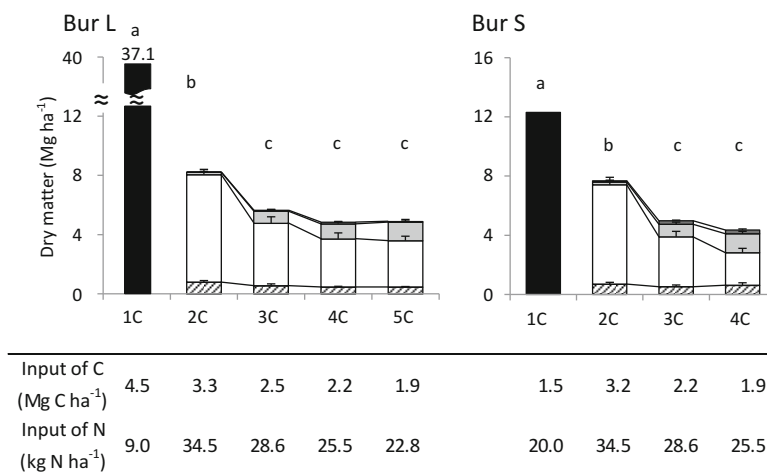 Bur L
Bur S
a
37.1
40
b
12
c c c
8
4
0
Dry matter (Mg ha⁻¹)
1C 2C 3C 4C 5C
16
a
12
b c c
8
4
0
1C 2C 3C 4C
Input of C
(Mg C ha⁻¹)
4.5 3.3 2.5 2.2 1.9 1.5 3.2 2.2 1.9
Input of N
(kg N ha⁻¹)
9.0 34.5 28.6 25.5 22.8 20.0 34.5 28.6 25.5